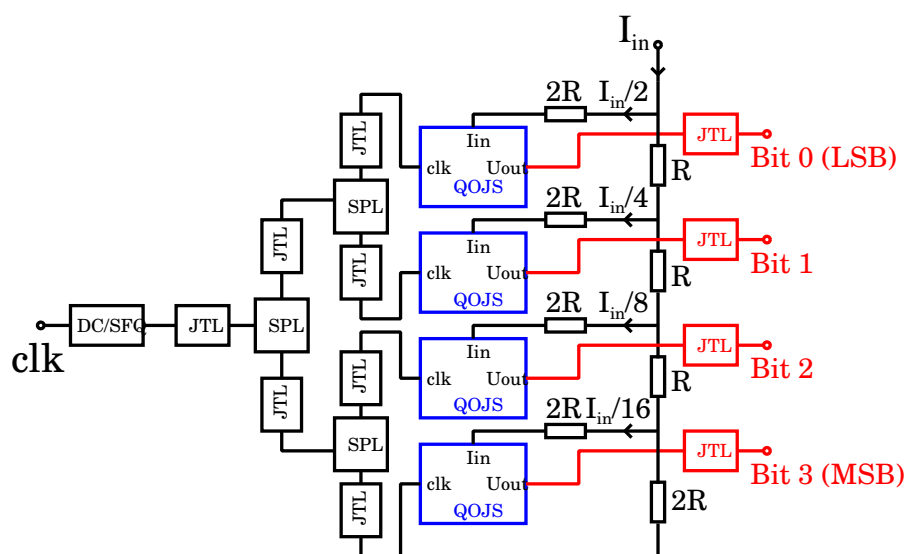 I_in
2R
I_in/2
JTL
JTL
Bit 0 (LSB)
Iin
clk
Uout
QOJS
R
SPL
2R
I_in/4
JTL
JTL
JTL
Bit 1
Iin
clk
Uout
QOJS
R
2R
I_in/8
clk
DC/SFQ
JTL
SPL
JTL
Bit 2
Iin
clk
Uout
QOJS
JTL
R
JTL
2R
I_in/16
SPL
JTL
Bit 3 (MSB)
Iin
clk
Uout
QOJS
JTL
2R